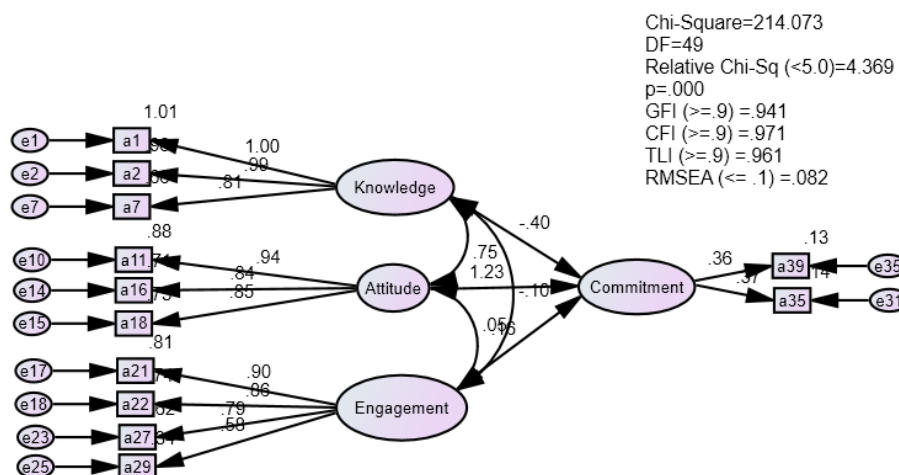 Chi-Square=214.073
DF=49
Relative Chi-Sq (<5.0)=4.369
p=.000
GFI (>=.9) =.941
CFI (>=.9) =.971
TLI (>=.9) =.961
RMSEA (<= .1) =.082
1.01
e1 a1 1.00
e2 a2 .99
e7 a7 .81
Knowledge
.88
e10 a11 .94
e14 a16 .84
e15 a18 .85
Attitude
.81
e17 a21 .90
e18 a22 .86
e23 a27 .79
e25 a29 .58
Engagement
-.40
.75
1.23
-.10
.05
Commitment
.36 a39 .13 e35
.37 a35 e31